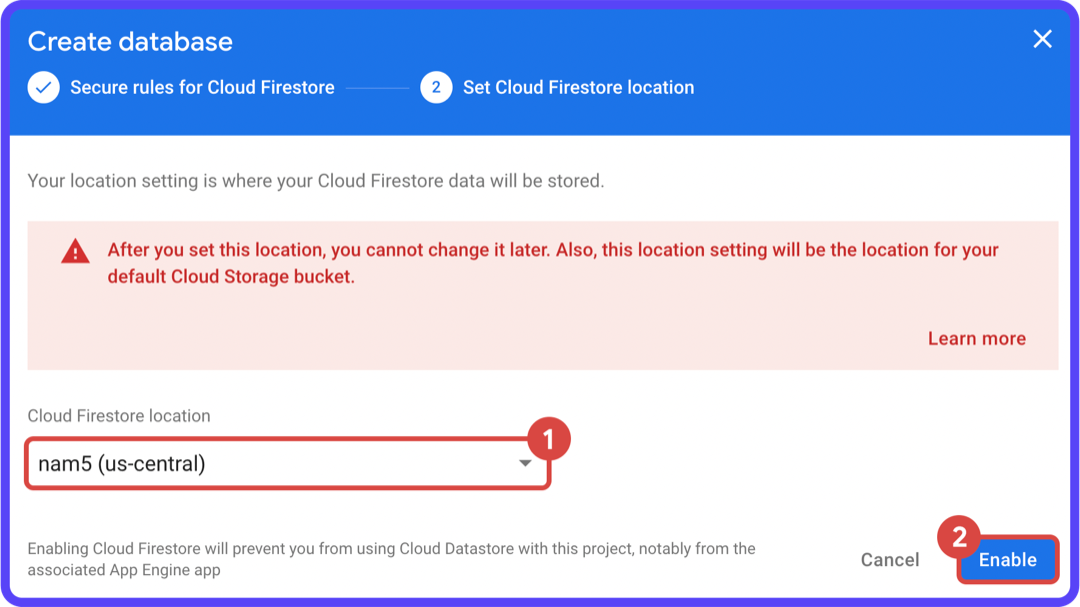 Create database
Secure rules for Cloud Firestore
2 Set Cloud Firestore location
Your location setting is where your Cloud Firestore data will be stored.
After you set this location, you cannot change it later. Also, this location setting will be the location for your
default Cloud Storage bucket.
Learn more
Cloud Firestore location
1
nam5 (us-central)
Enabling Cloud Firestore will prevent you from using Cloud Datastore with this project, notably from the
associated App Engine app
Cancel
2
Enable